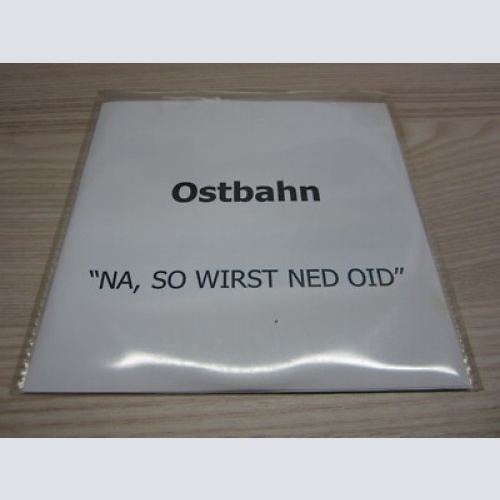 Ostbahn
“NA, SO WIRST NED OID”